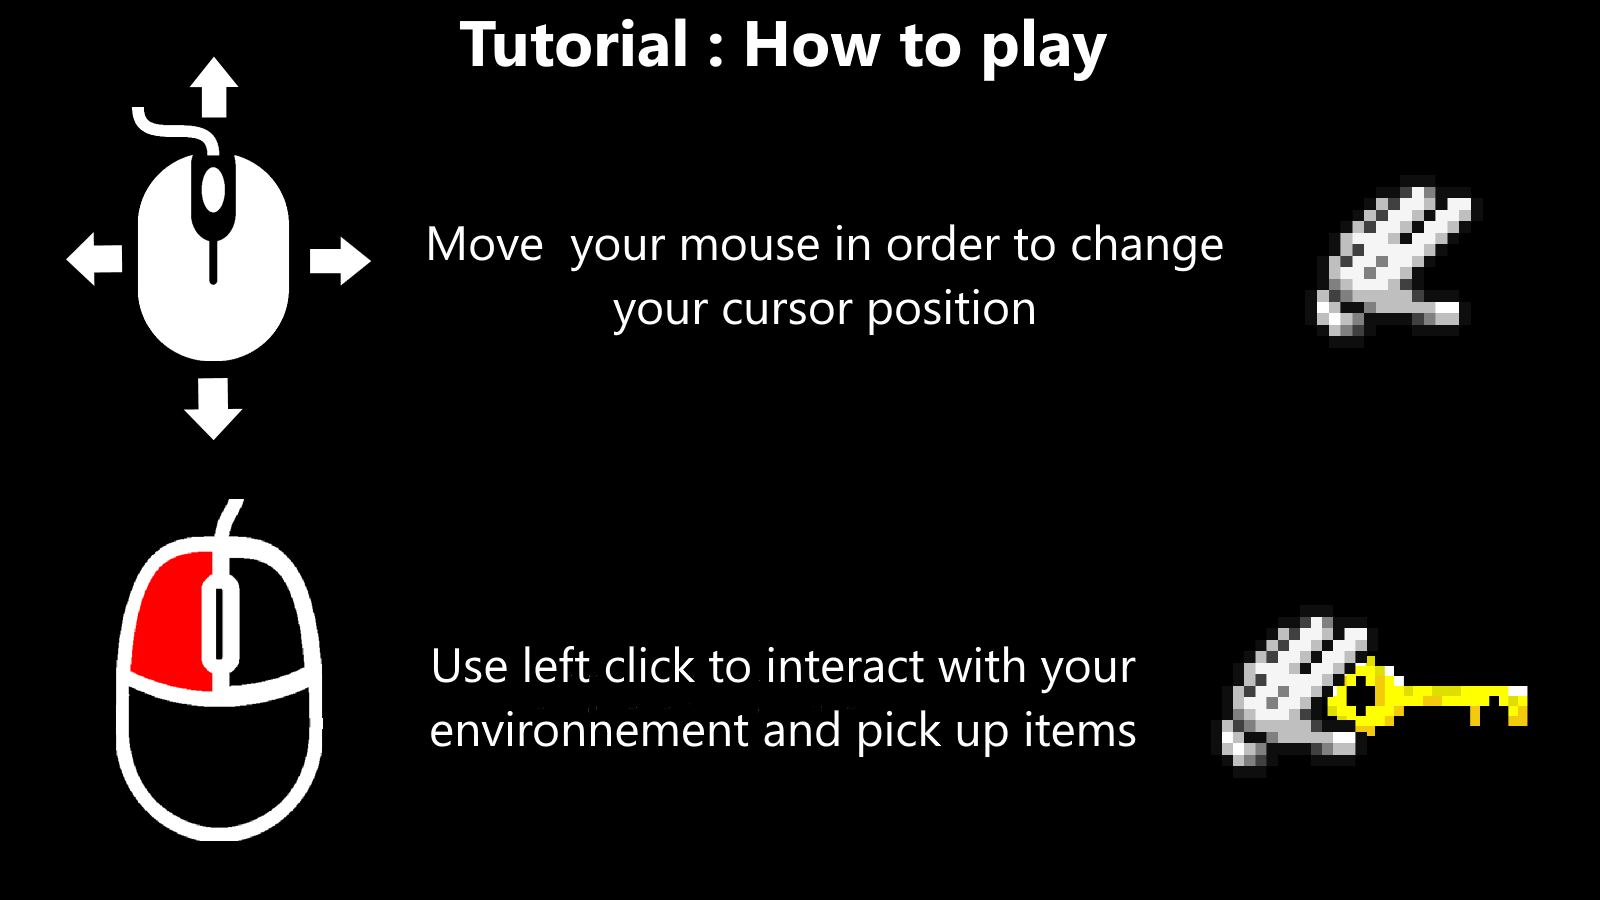 Tutorial : How to play
Move  your mouse in order to change
your cursor position
Use left click to interact with your
environnement and pick up items